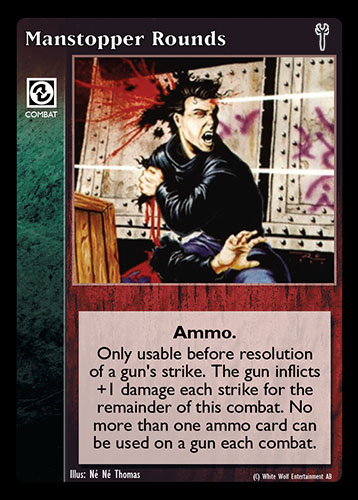 Manstopper Rounds
COMBAT
Ammo.
Only usable before resolution
of a gun's strike. The gun inflicts
+1 damage each strike for the
remainder of this combat. No
more than one ammo card can
be used on a gun each combat.
Illus: Né Né Thomas
(C) White Wolf Entertainment AB